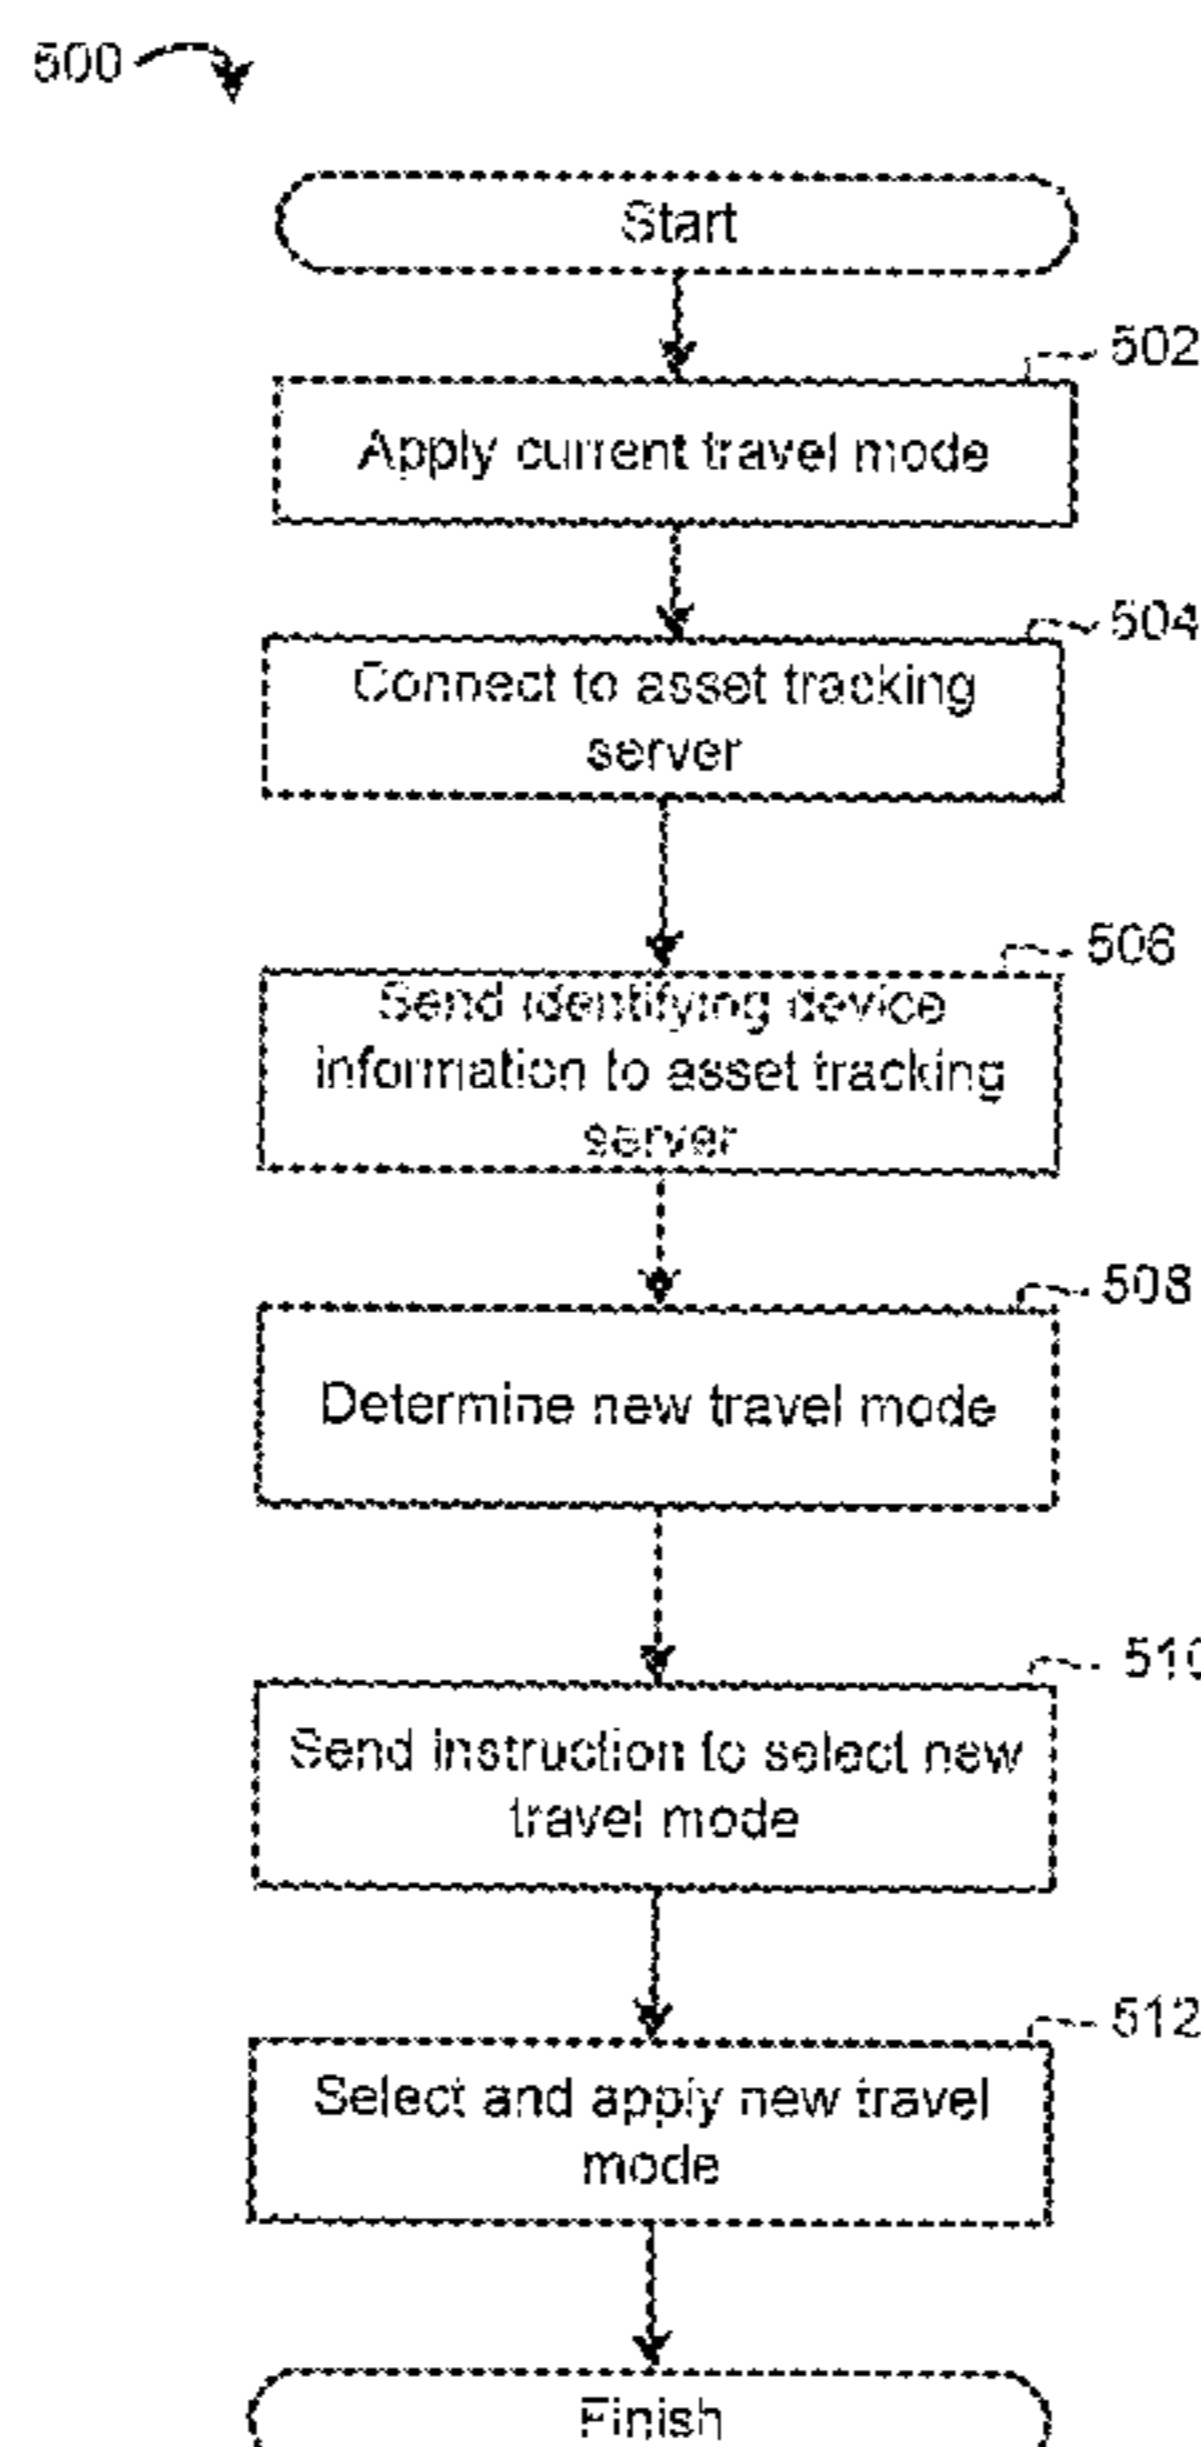 500
Start
502
Apply current travel mode
504
Connect to asset tracking
server
506
Send identifying device
information to asset tracking
server
508
Determine new travel mode
510
Send instruction to select new
travel mode
512
Select and apply new travel
mode
Finish